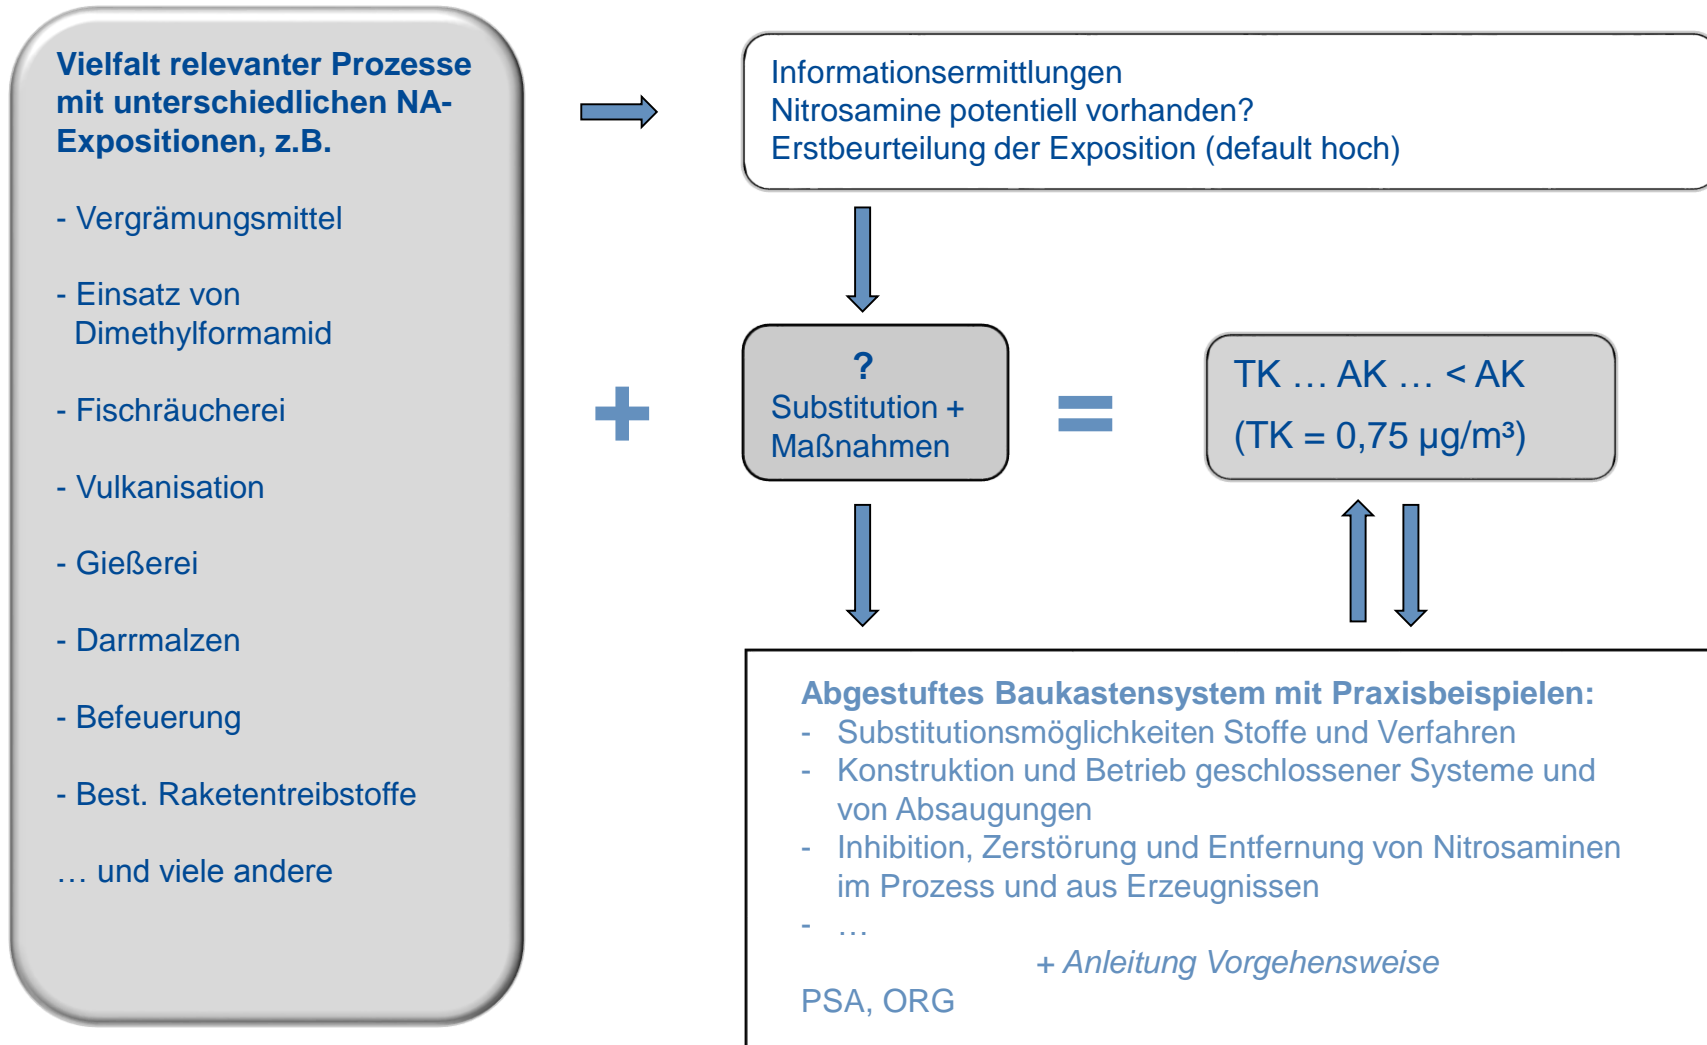 Vielfalt relevanter Prozesse
mit unterschiedlichen NA-
Expositionen, z.B.
- Vergrämungsmittel
- Einsatz von
Dimethylformamid
- Fischräucherei
- Vulkanisation
- Gießerei
- Darrmalzen
- Befeuerung
- Best. Raketentreibstoffe
… und viele andere
Informationsermittlungen
Nitrosamine potentiell vorhanden?
Erstbeurteilung der Exposition (default hoch)
+
?
Substitution +
Maßnahmen
=
TK … AK … < AK
(TK = 0,75 µg/m³)
Abgestuftes Baukastensystem mit Praxisbeispielen:
- Substitutionsmöglichkeiten Stoffe und Verfahren
- Konstruktion und Betrieb geschlossener Systeme und
von Absaugungen
- Inhibition, Zerstörung und Entfernung von Nitrosaminen
im Prozess und aus Erzeugnissen
- …
+ Anleitung Vorgehensweise
PSA, ORG